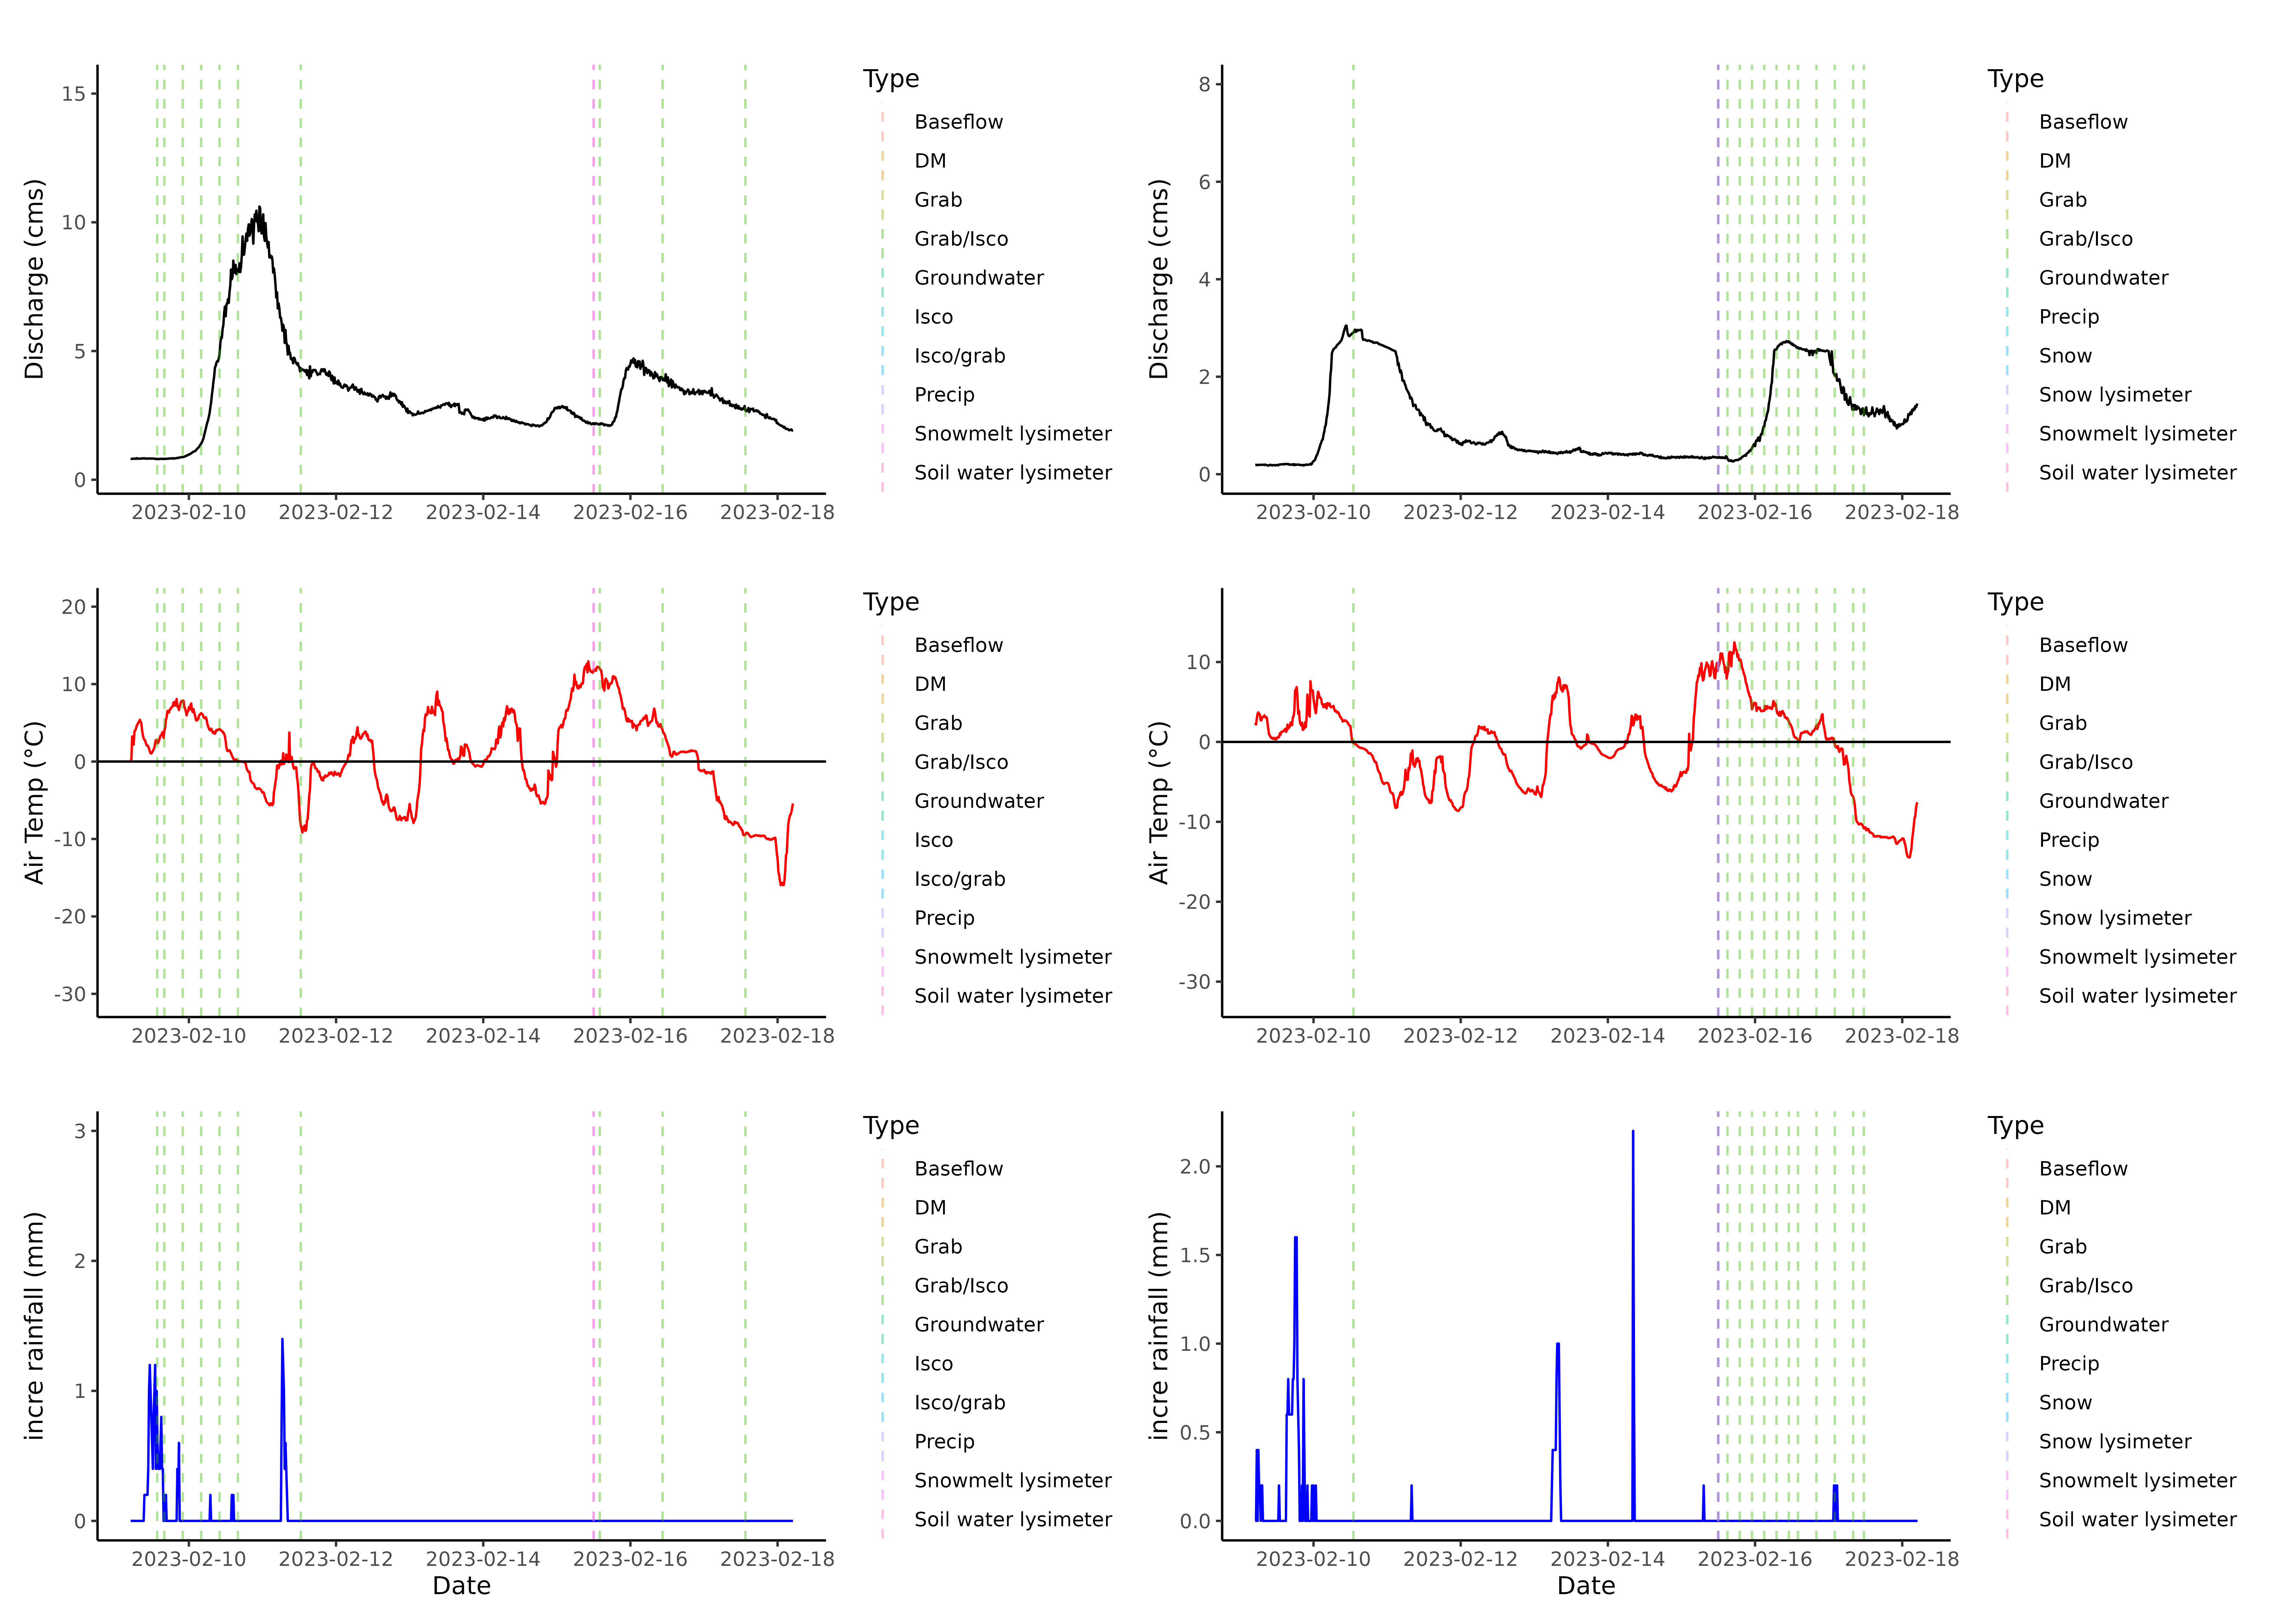 15
10
5
0
Discharge (cms)
2023-02-10 2023-02-12 2023-02-14 2023-02-16 2023-02-18
Type
Baseflow
DM
Grab
Grab/Isco
Groundwater
Isco
Isco/grab
Precip
Snowmelt lysimeter
Soil water lysimeter
8
6
4
2
0
Discharge (cms)
2023-02-10 2023-02-12 2023-02-14 2023-02-16 2023-02-18
Type
Baseflow
DM
Grab
Grab/Isco
Groundwater
Precip
Snow
Snow lysimeter
Snowmelt lysimeter
Soil water lysimeter
20
10
0
-10
-20
-30
Air Temp (°C)
2023-02-10 2023-02-12 2023-02-14 2023-02-16 2023-02-18
Type
Baseflow
DM
Grab
Grab/Isco
Groundwater
Isco
Isco/grab
Precip
Snowmelt lysimeter
Soil water lysimeter
10
0
-10
-20
-30
Air Temp (°C)
2023-02-10 2023-02-12 2023-02-14 2023-02-16 2023-02-18
Type
Baseflow
DM
Grab
Grab/Isco
Groundwater
Precip
Snow
Snow lysimeter
Snowmelt lysimeter
Soil water lysimeter
3
2
1
0
incre rainfall (mm)
2023-02-10 2023-02-12 2023-02-14 2023-02-16 2023-02-18
Date
Type
Baseflow
DM
Grab
Grab/Isco
Groundwater
Isco
Isco/grab
Precip
Snowmelt lysimeter
Soil water lysimeter
2.0
1.5
1.0
0.5
0.0
incre rainfall (mm)
2023-02-10 2023-02-12 2023-02-14 2023-02-16 2023-02-18
Date
Type
Baseflow
DM
Grab
Grab/Isco
Groundwater
Precip
Snow
Snow lysimeter
Snowmelt lysimeter
Soil water lysimeter